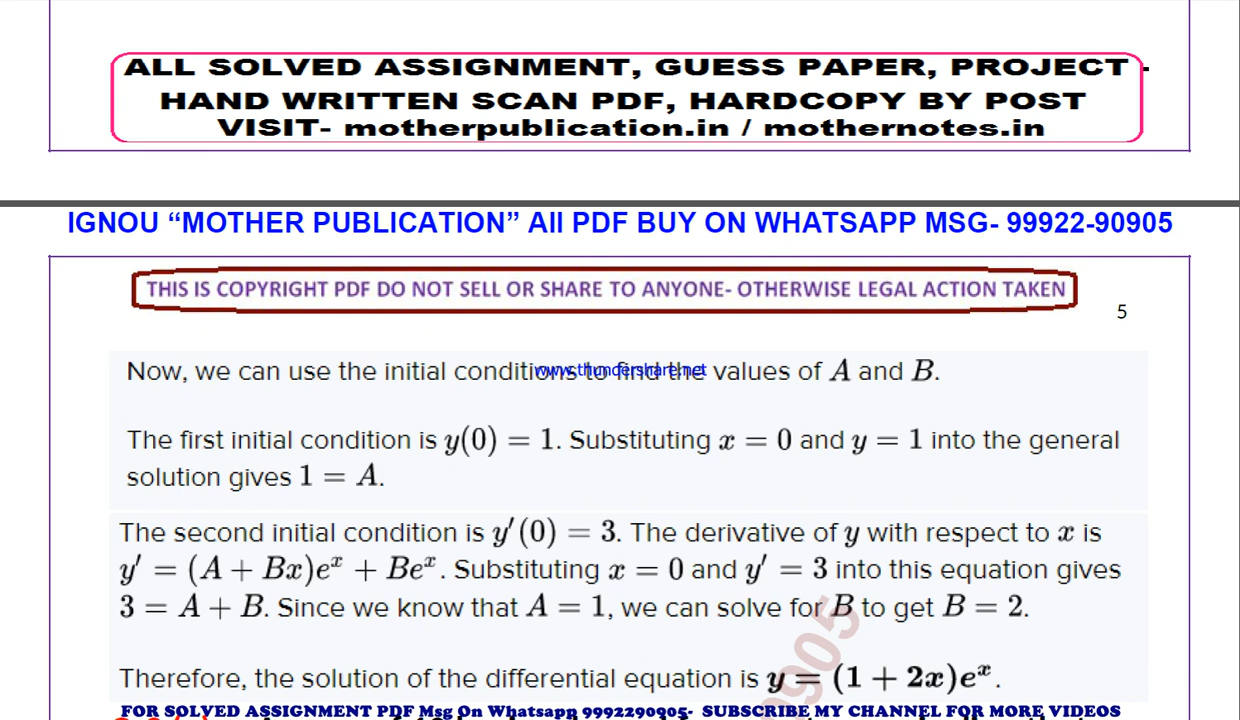 ALL SOLVED ASSIGNMENT, GUESS PAPER, PROJECT -
HAND WRITTEN SCAN PDF, HARDCOPY BY POST
VISIT- motherpublication.in / mothernotes.in
IGNOU “MOTHER PUBLICATION” All PDF BUY ON WHATSAPP MSG- 99922-90905
THIS IS COPYRIGHT PDF DO NOT SELL OR SHARE TO ANYONE- OTHERWISE LEGAL ACTION TAKEN
5
Now, we can use the initial conditions to find the values of A and B.
www.thundershare.net
The first initial condition is y(0) = 1. Substituting x = 0 and y = 1 into the general
solution gives 1 = A.
The second initial condition is y′(0) = 3. The derivative of y with respect to x is
y′ = (A + Bx)eˣ + Beˣ. Substituting x = 0 and y′ = 3 into this equation gives
3 = A + B. Since we know that A = 1, we can solve for B to get B = 2.
Therefore, the solution of the differential equation is y = (1 + 2x)eˣ.
FOR SOLVED ASSIGNMENT PDF Msg On Whatsapp 9992290905- SUBSCRIBE MY CHANNEL FOR MORE VIDEOS